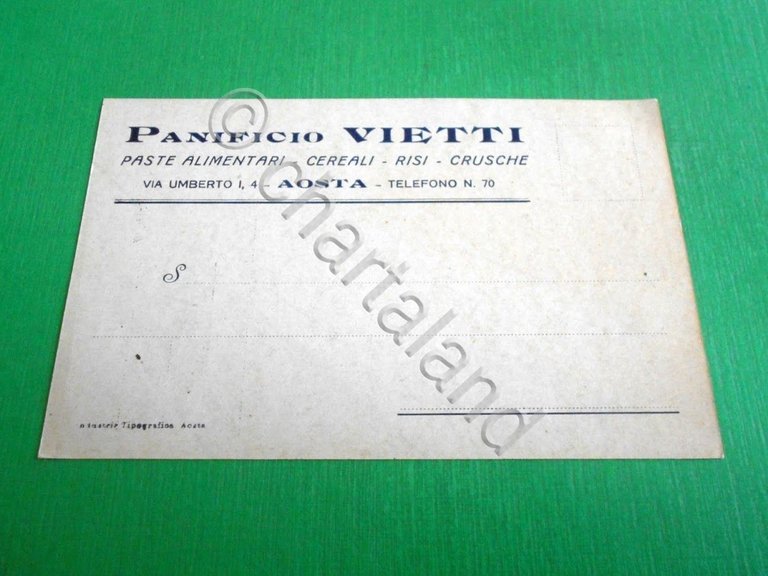 PANIFICIO VIETTI
PASTE ALIMENTARI - CEREALI - RISI - CRUSCHE
VIA UMBERTO I, 4 - AOSTA - TELEFONO N. 70
S
Tipografica Aosta
© chartaland